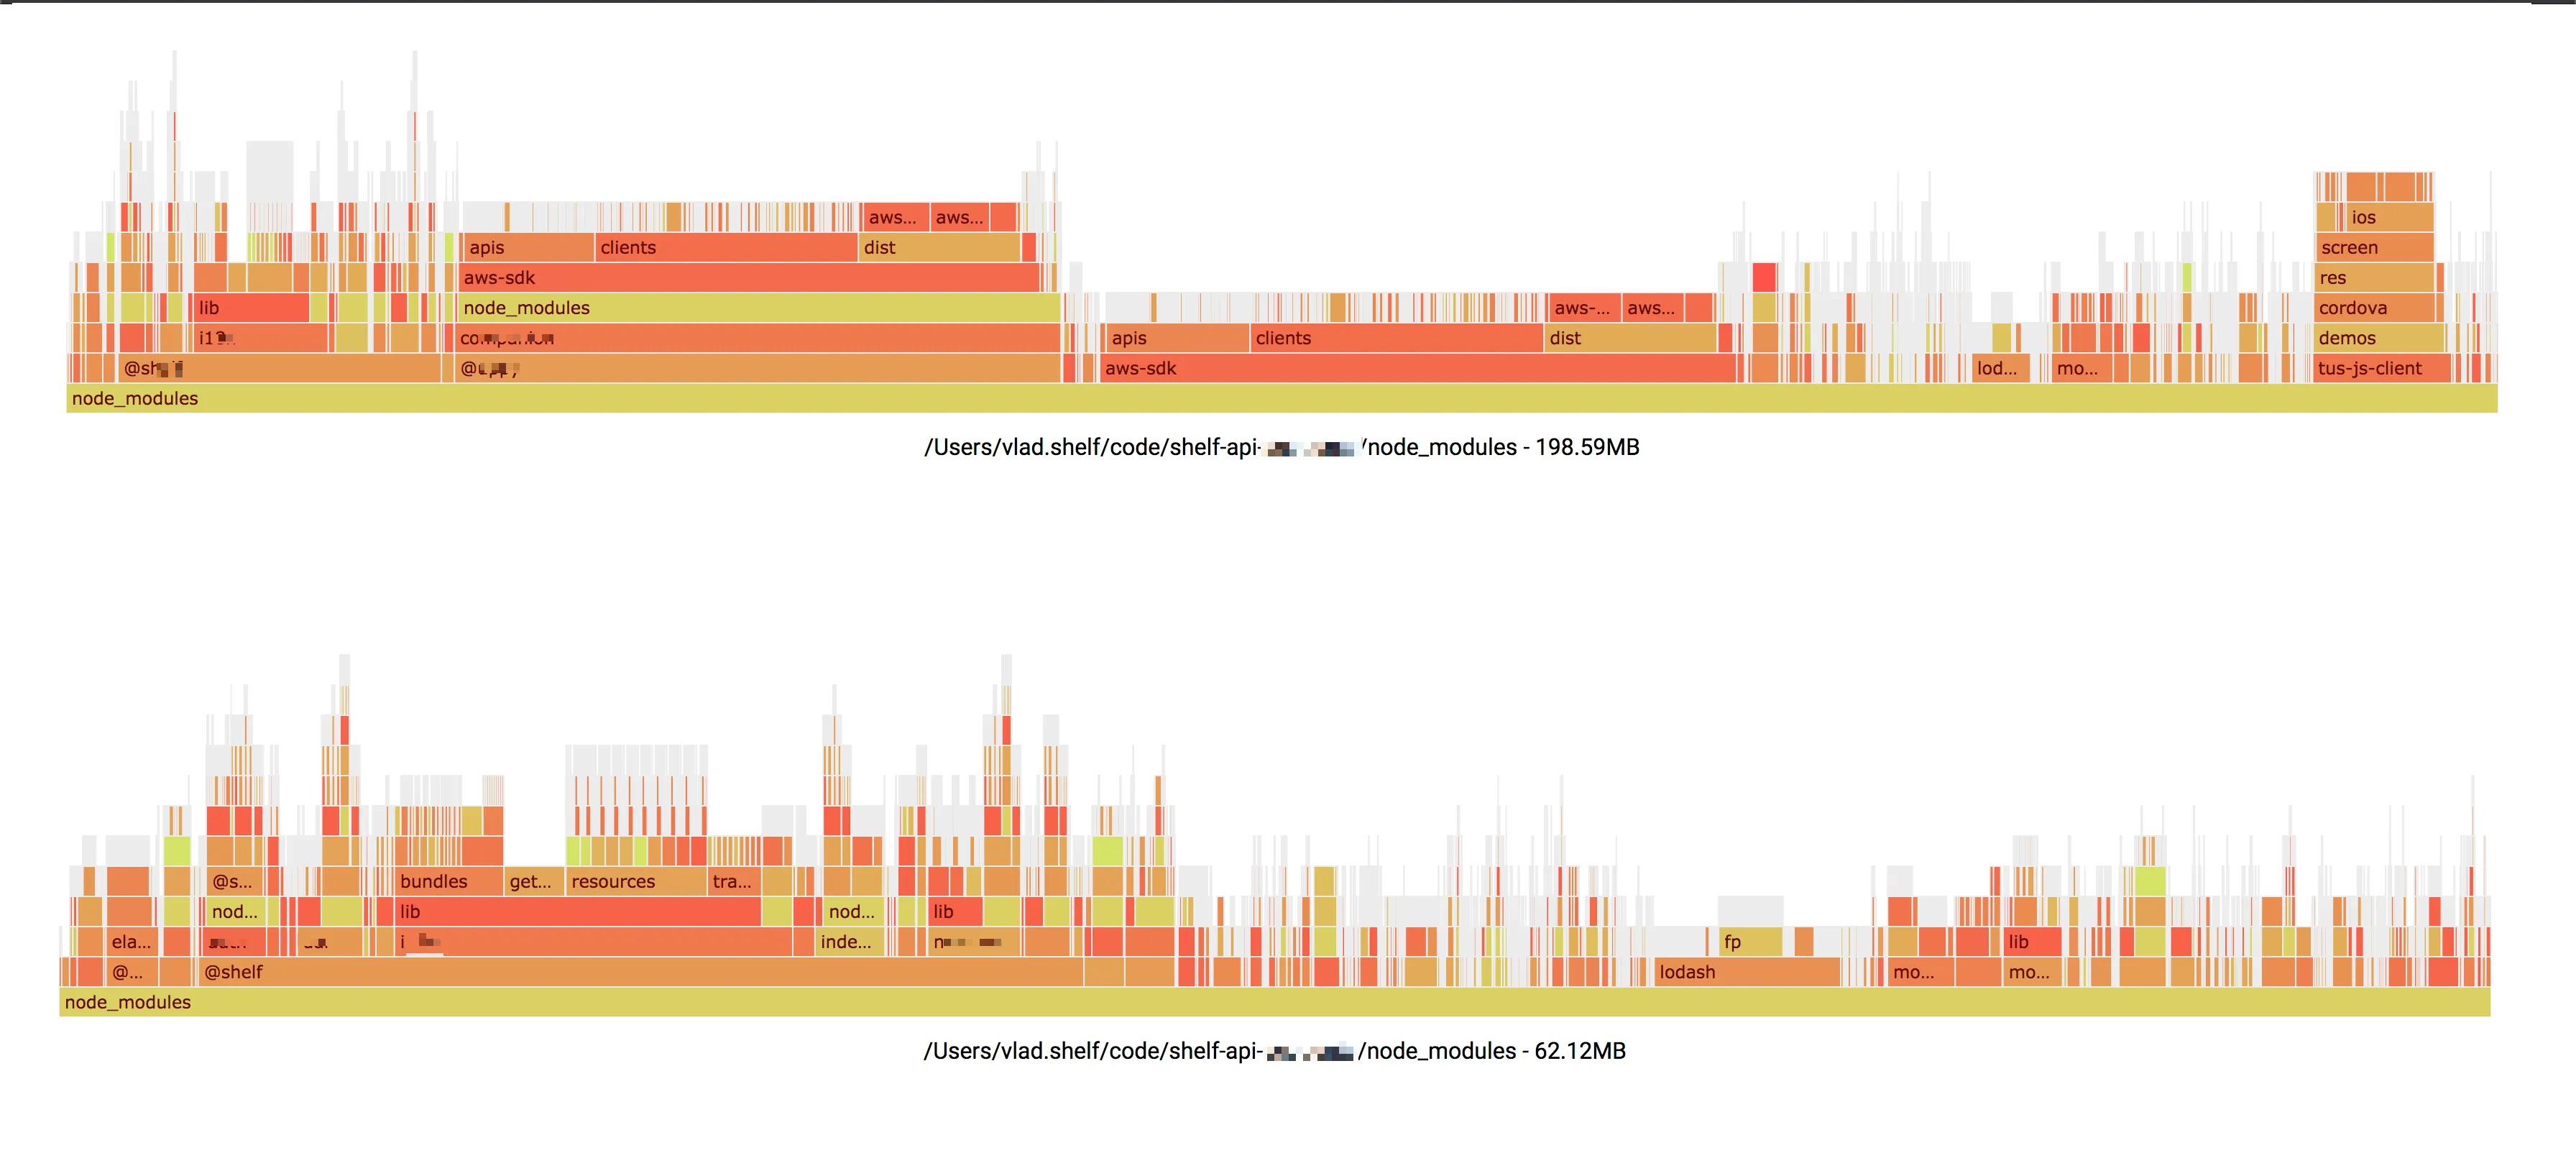 aws... aws...
ios
apis clients dist
screen
aws-sdk
res
lib node_modules aws-... aws... cordova
apis clients dist demos
aws-sdk lod... mo... tus-js-client
node_modules
/Users/vlad.shelf/code/shelf-api- /node_modules - 198.59MB
@s... bundles get... resources tra...
nod... lib nod... lib
ela... inde... fp lib
@... @shelf lodash mo... mo...
node_modules
/Users/vlad.shelf/code/shelf-api- /node_modules - 62.12MB